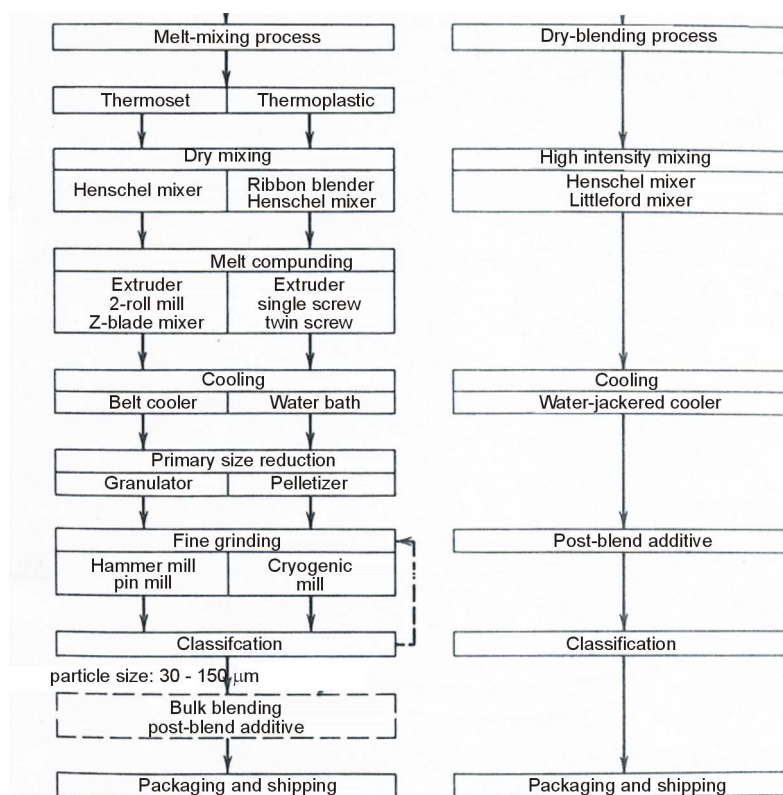 Melt-mixing process
Dry-blending process
Thermoset
Thermoplastic
Dry mixing
Henschel mixer
Ribbon blender
Henschel mixer
High intensity mixing
Henschel mixer
Littleford mixer
Melt compunding
Extruder
2-roll mill
Z-blade mixer
Extruder
single screw
twin screw
Cooling
Belt cooler
Water bath
Cooling
Water-jackered cooler
Primary size reduction
Granulator
Pelletizer
Fine grinding
Hammer mill
pin mill
Cryogenic
mill
Post-blend additive
Classifcation
Classification
particle size: 30 - 150 μm
Bulk blending
post-blend additive
Packaging and shipping
Packaging and shipping